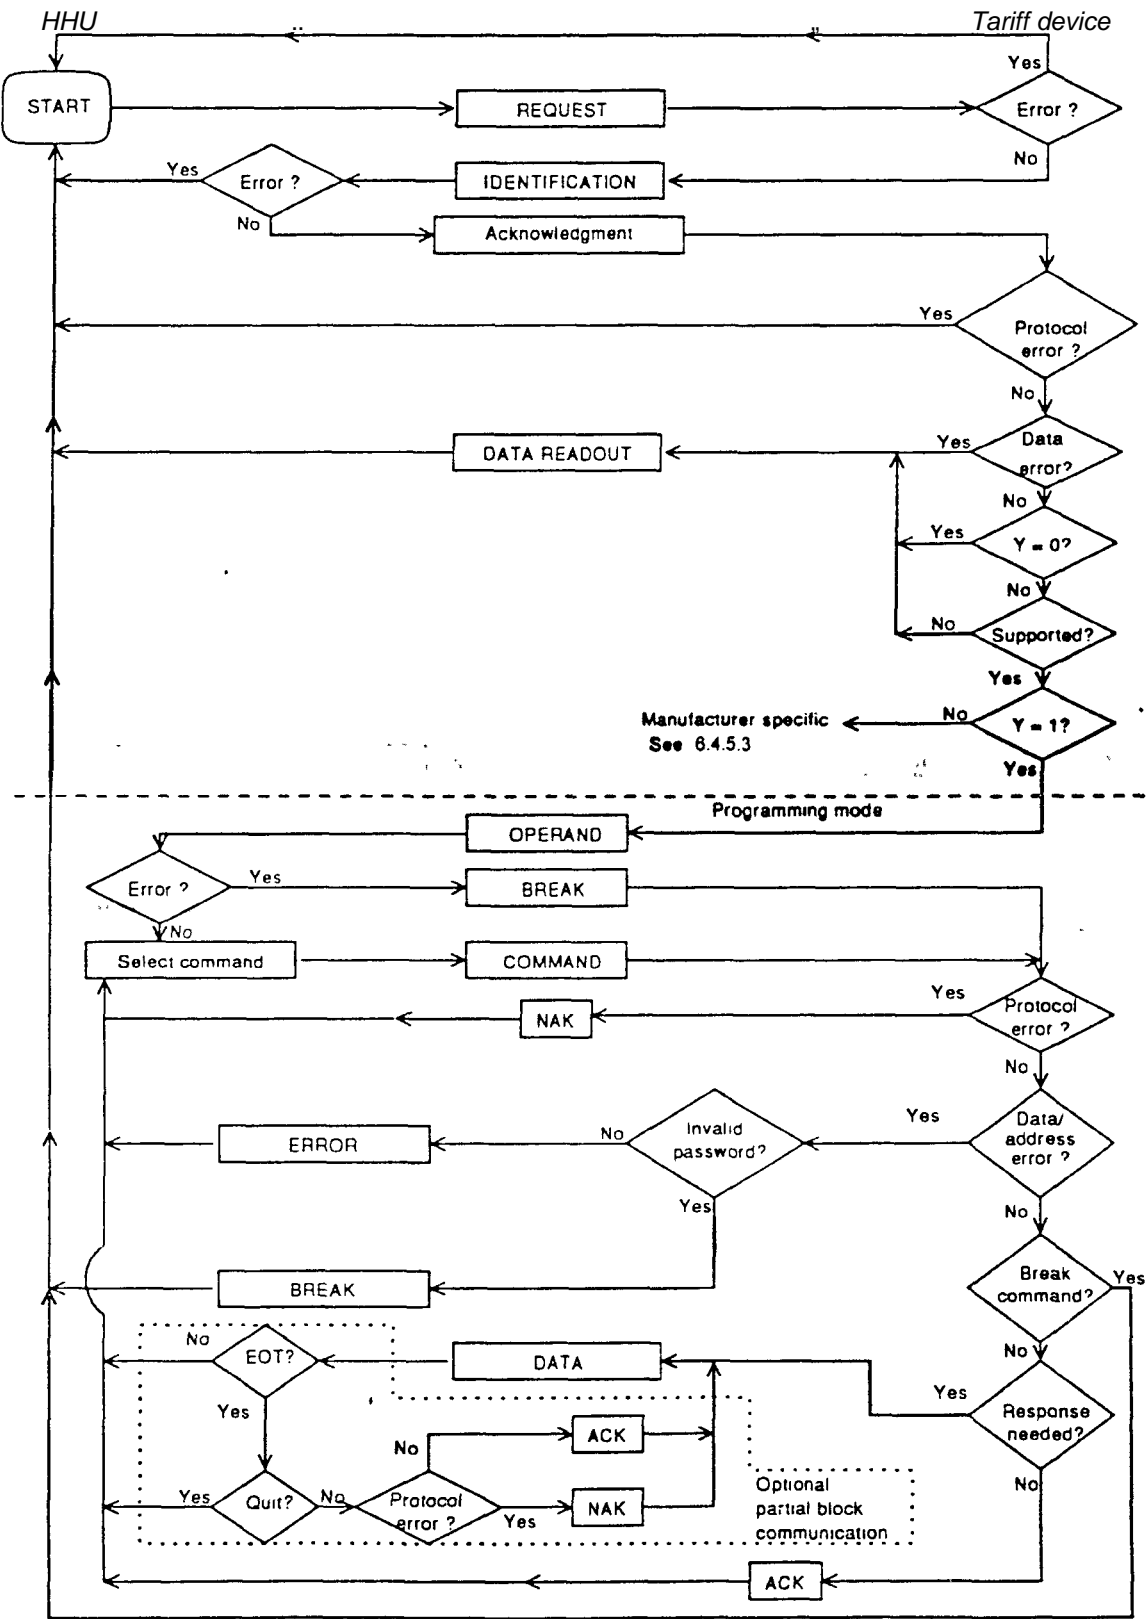 HHU
Tariff device
Yes
START
REQUEST
Error ?
No
Yes
Error ?
IDENTIFICATION
No
Acknowledgment
Yes
Protocol
error ?
No
DATA READOUT
Yes
Data
error?
No
Yes
Y = 0?
No
No
Supported?
Yes
Manufacturer specific
See 6.4.5.3
No
Y = 1?
Yes
Programming mode
OPERAND
Error ?
Yes
BREAK
No
Select command
COMMAND
NAK
Yes
Protocol
error ?
No
ERROR
No
Invalid
password?
Yes
Data/
address
error ?
Yes
No
BREAK
Break
command?
Yes
No
No
EOT?
DATA
Yes
Yes
Response
needed?
No
No
ACK
Yes
Quit?
No
Protocol
error ?
Yes
NAK
Optional
partial block
communication
ACK